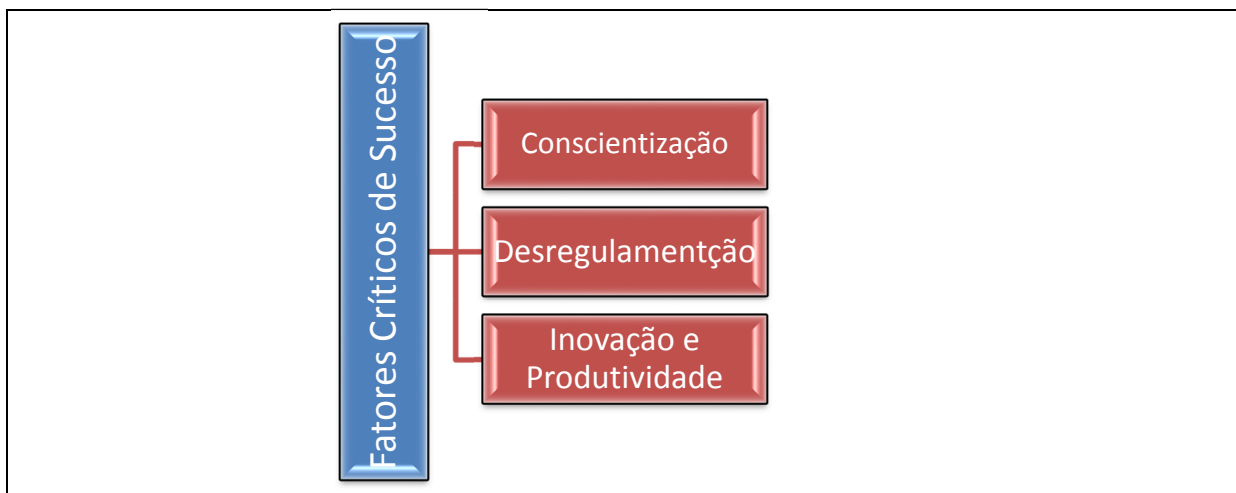 Fatores Críticos de Sucesso
Conscientização
Desregulamentção
Inovação e
Produtividade